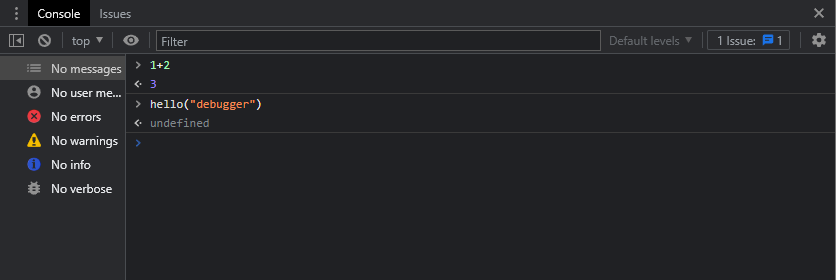 Console Issues
top Filter Default levels 1 Issue: 1
No messages
No user me...
No errors
No warnings
No info
No verbose
1+2
3
hello("debugger")
undefined